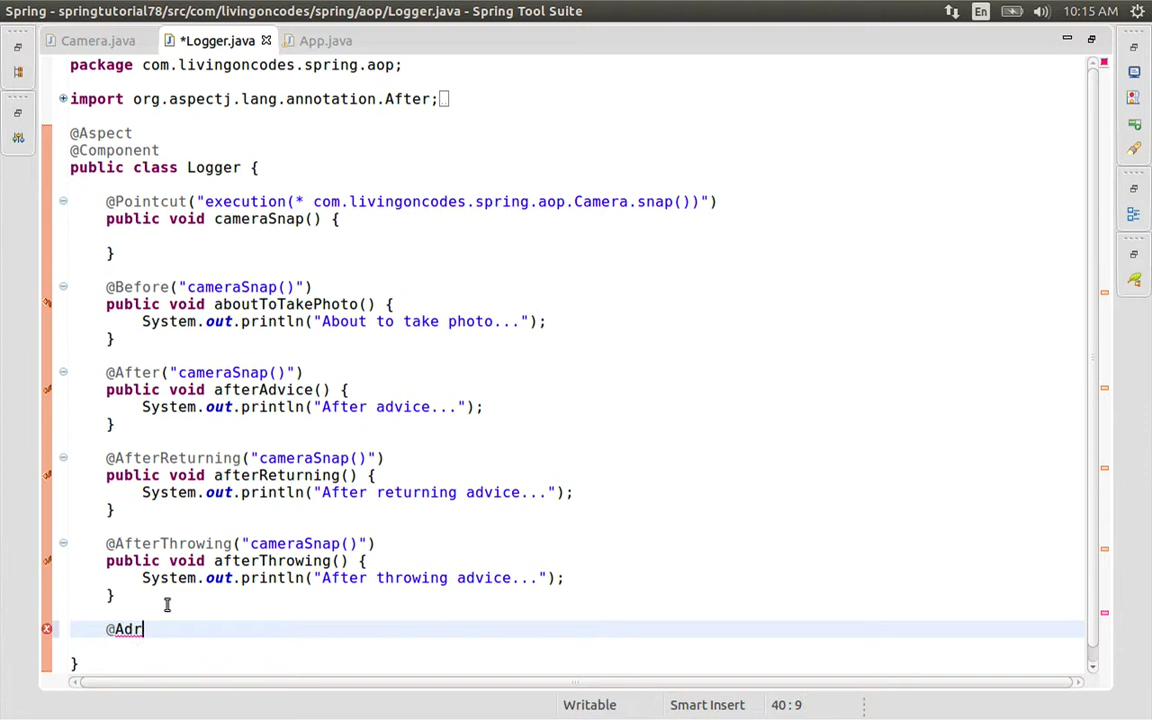 Spring - springtutorial78/src/com/livingoncodes/spring/aop/Logger.java - Spring Tool Suite
En
10:15 AM
Camera.java
*Logger.java
App.java
package com.livingoncodes.spring.aop;
import org.aspectj.lang.annotation.After;
@Aspect
@Component
public class Logger {
@Pointcut("execution(* com.livingoncodes.spring.aop.Camera.snap())")
public void cameraSnap() {
}
@Before("cameraSnap()")
public void aboutToTakePhoto() {
System.out.println("About to take photo...");
}
@After("cameraSnap()")
public void afterAdvice() {
System.out.println("After advice...");
}
@AfterReturning("cameraSnap()")
public void afterReturning() {
System.out.println("After returning advice...");
}
@AfterThrowing("cameraSnap()")
public void afterThrowing() {
System.out.println("After throwing advice...");
}
@Adr
}
Writable
Smart Insert
40 : 9